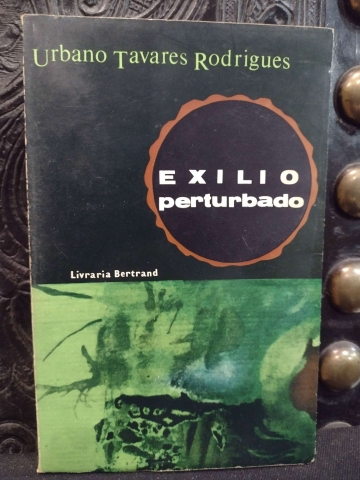 Urbano Tavares Rodrigues
EXILIO
perturbado
Livraria Bertrand